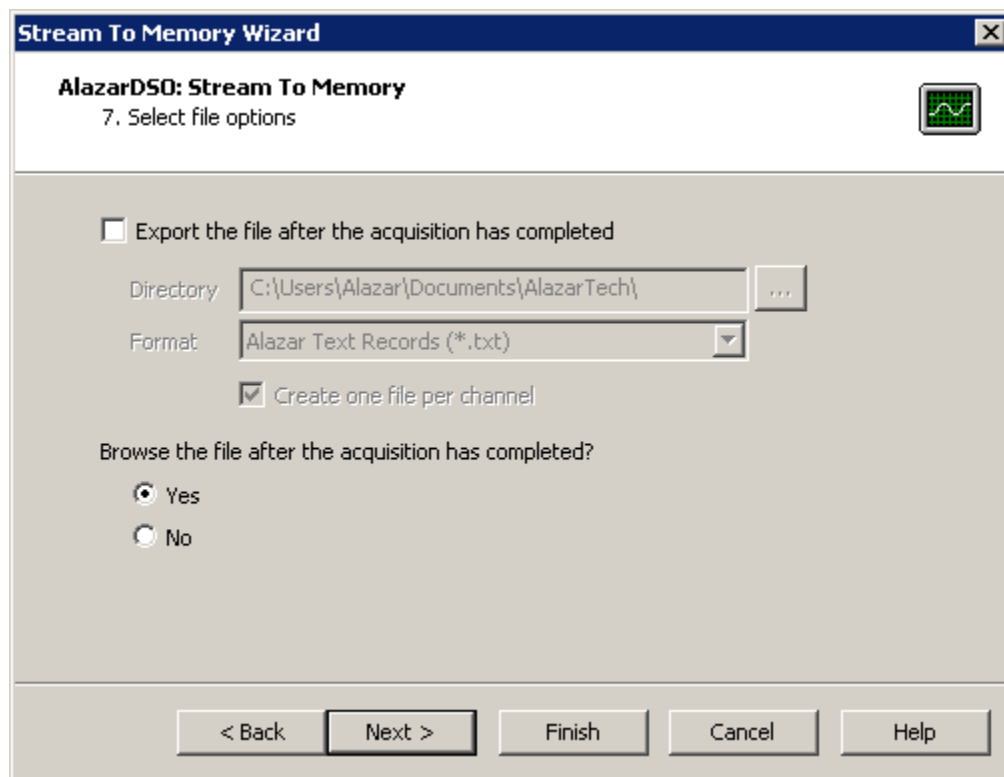 Stream To Memory Wizard
AlazarDSO: Stream To Memory
7. Select file options
Export the file after the acquisition has completed
Directory C:\Users\Alazar\Documents\AlazarTech\ ...
Format Alazar Text Records (*.txt)
Create one file per channel
Browse the file after the acquisition has completed?
Yes
No
< Back Next > Finish Cancel Help